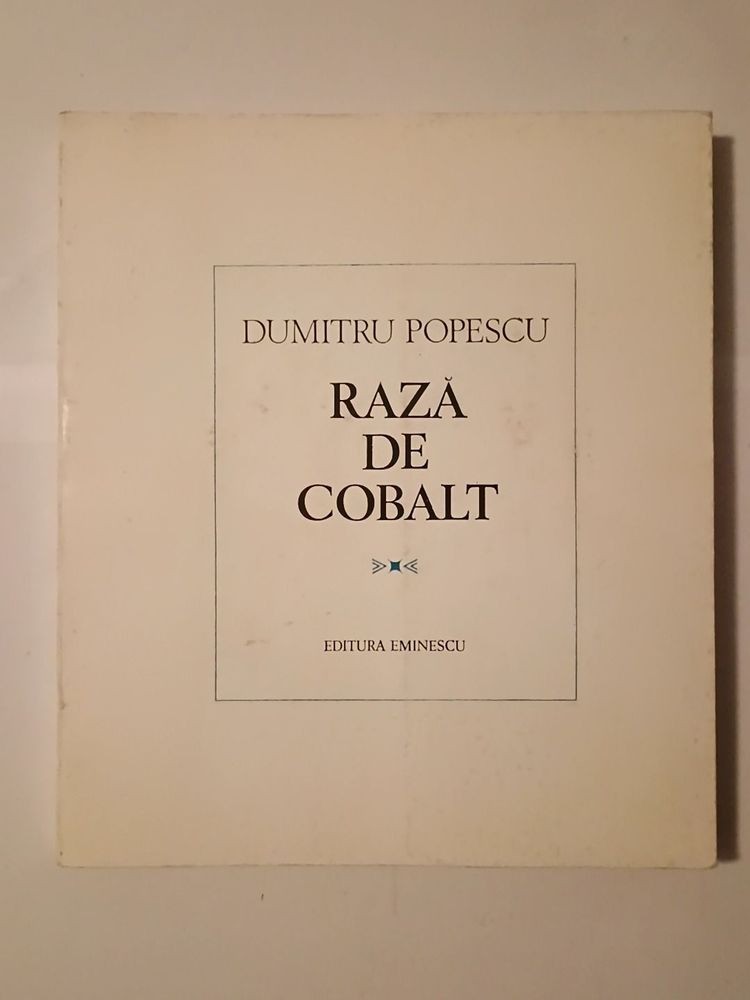 DUMITRU POPESCU
RAZĂ
DE
COBALT
EDITURA EMINESCU